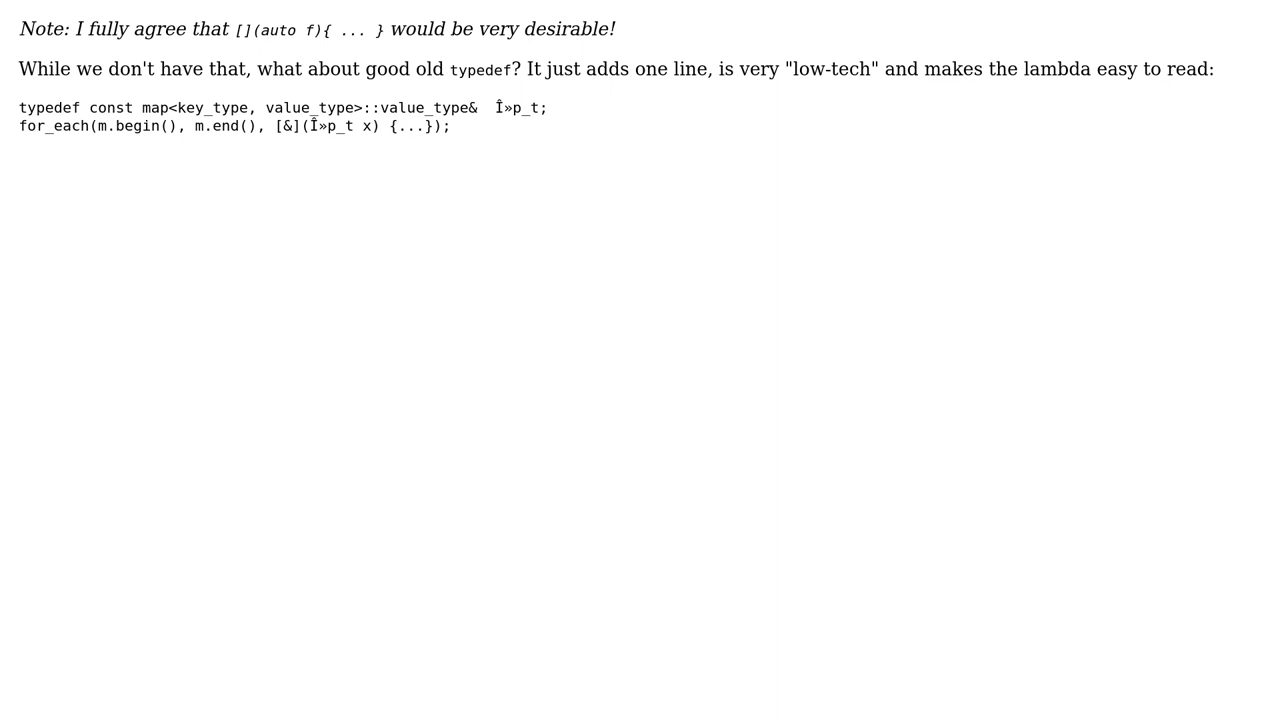 Note: I fully agree that [](auto f){ ... } would be very desirable!
While we don't have that, what about good old typedef? It just adds one line, is very "low-tech" and makes the lambda easy to read:
typedef const map<key_type, value_type>::value_type&  Î»p_t;
for_each(m.begin(), m.end(), [&](Î»p_t x) {...});